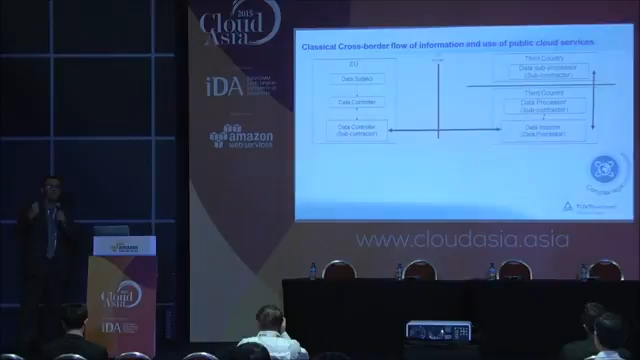 2015
Cloud
Asia
iDA
amazon
web services
Classical Cross-border flow of information and use of public cloud services
EU
Data Subject
Data Controller
Data Controller
(Sub-contractor)
Third Country
Data sub-processor
(Sub-contractor)
Third Country
Data Processor
(Sub-contractor)
Data Importer
(Data Processor)
www.cloudasia.asia
amazon
Cloud
Asia
iDA